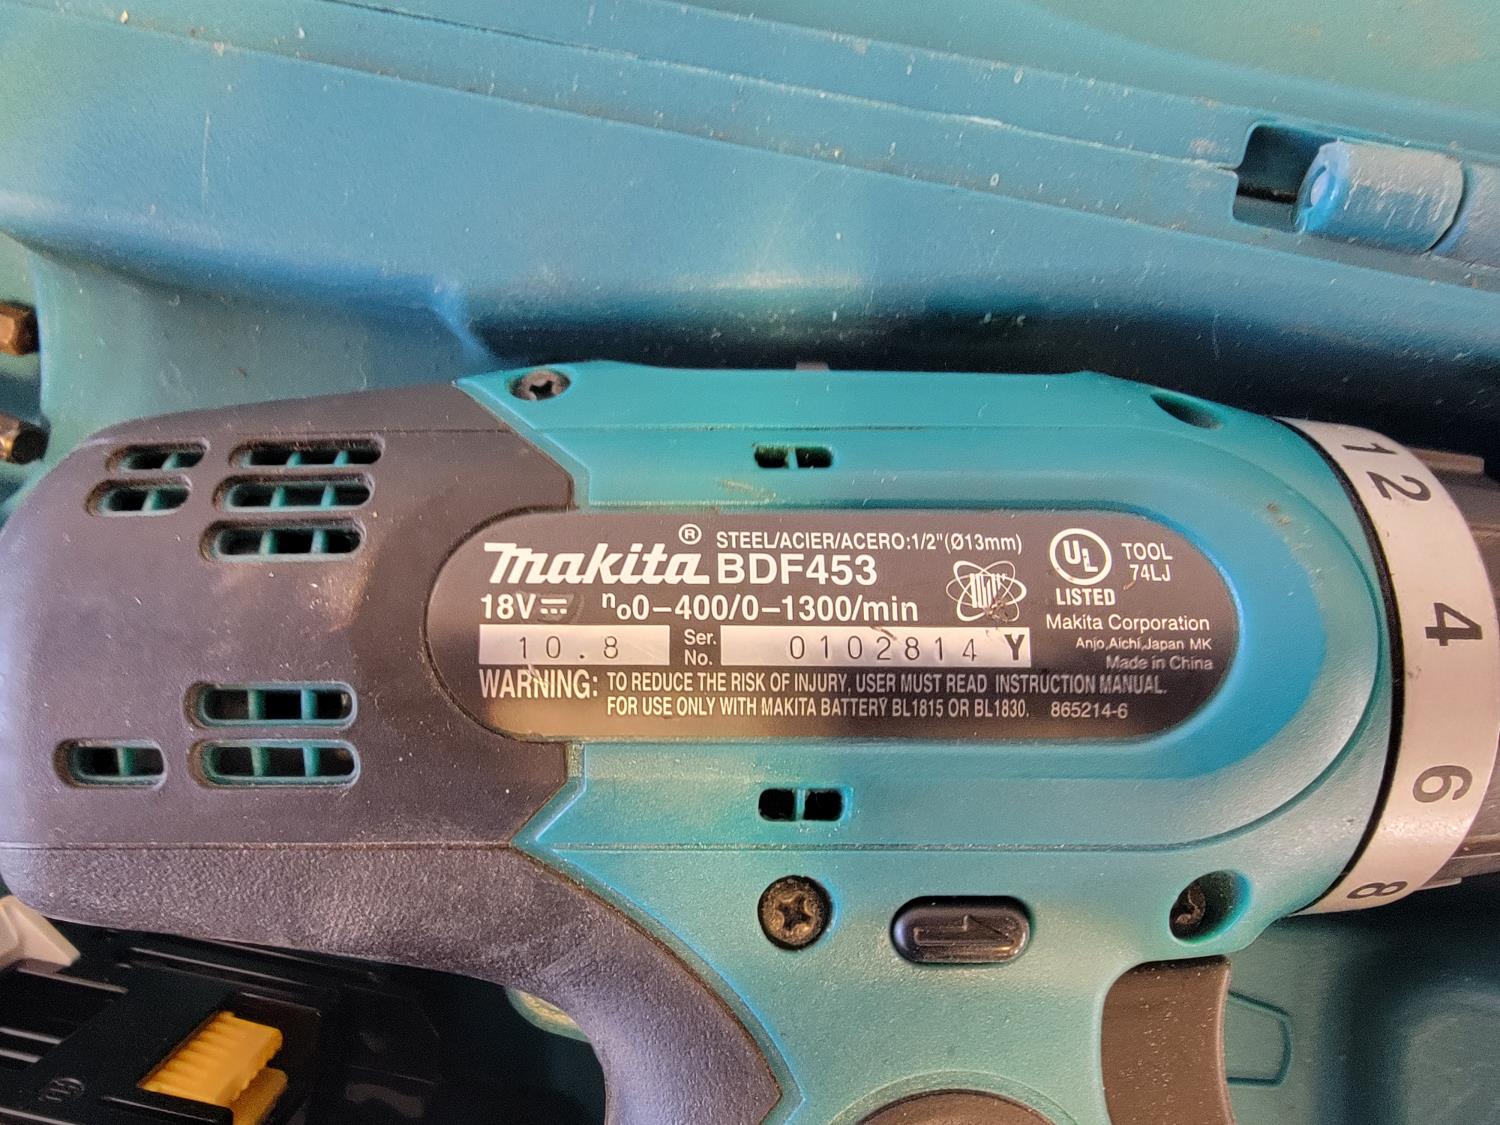 Makita® STEEL/ACIER/ACERO:1/2"(Ø13mm)
BDF453
18V⎓ no0–400/0–1300/min
10.8 Ser. No. 0102814 Y
WARNING: TO REDUCE THE RISK OF INJURY, USER MUST READ INSTRUCTION MANUAL.
FOR USE ONLY WITH MAKITA BATTERY BL1815 OR BL1830. 865214-6
UL LISTED
TOOL
74LJ
Makita Corporation
Anjo,Aichi,Japan MK
Made in China
1
2
4
6
8